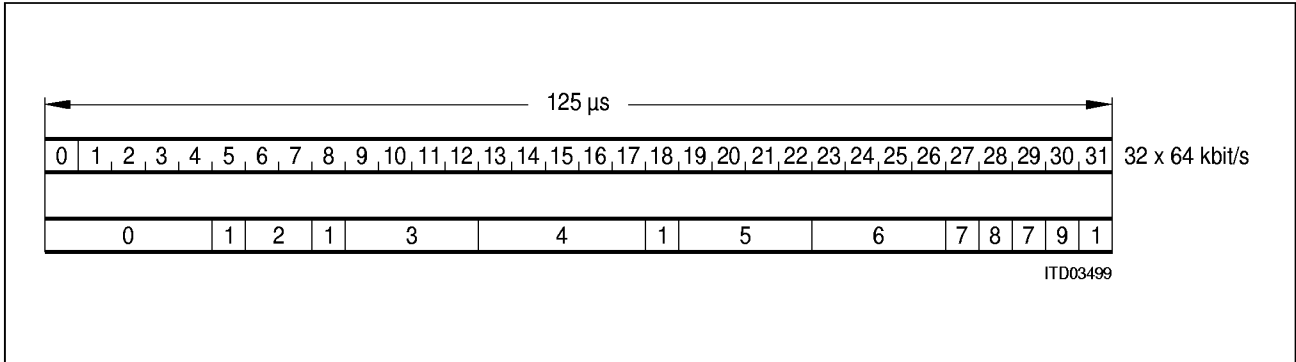 125 µs
0 1 2 3 4 5 6 7 8 9 10 11 12 13 14 15 16 17 18 19 20 21 22 23 24 25 26 27 28 29 30 31 32 x 64 kbit/s
0 1 2 1 3 4 1 5 6 7 8 7 9 1
ITD03499